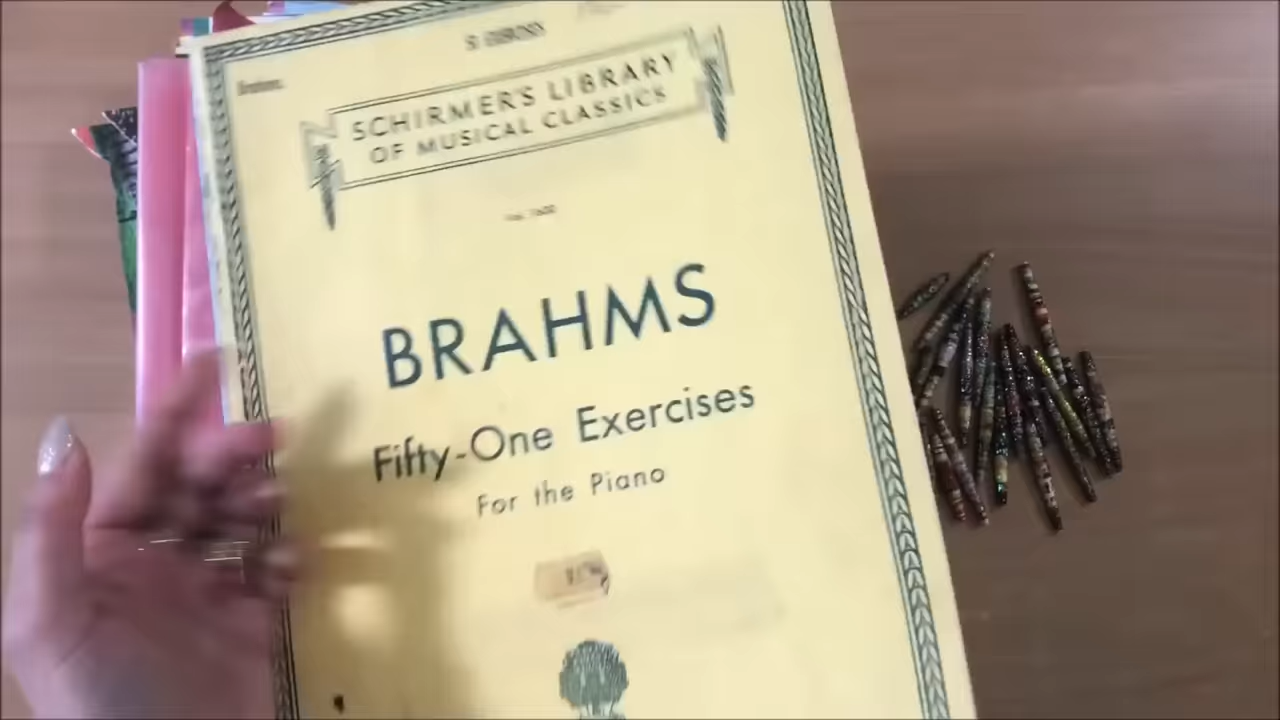 SCHIRMER'S LIBRARY
OF MUSICAL CLASSICS
BRAHMS
Fifty-One Exercises
For the Piano